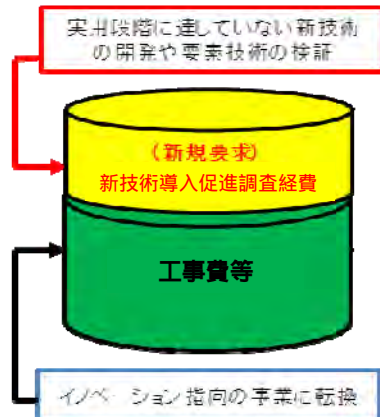 実用段階に達していない新技術
の開発や要素技術の検証
(新規要求)
新技術導入促進調査経費
工事費等
イノベーション指向の事業に転換